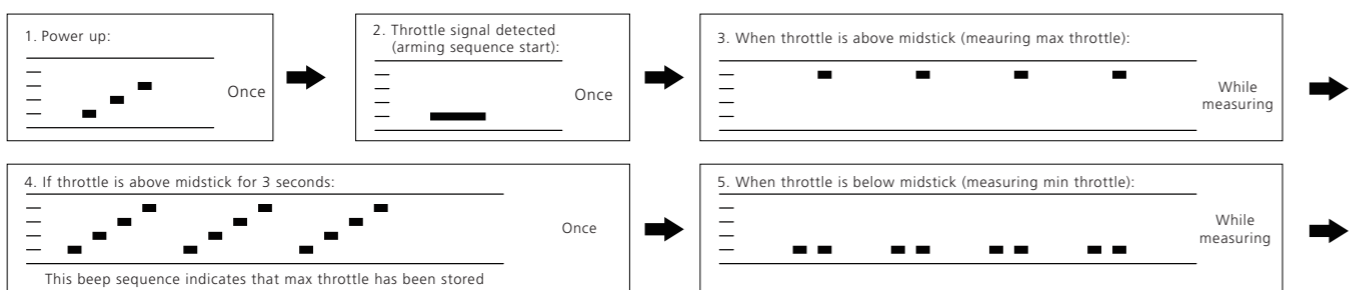 1. Power up:
Once
2. Throttle signal detected
(arming sequence start):
Once
3. When throttle is above midstick (meauring max throttle):
While
measuring
4. If throttle is above midstick for 3 seconds:
Once
This beep sequence indicates that max throttle has been stored
5. When throttle is below midstick (measuring min throttle):
While
measuring